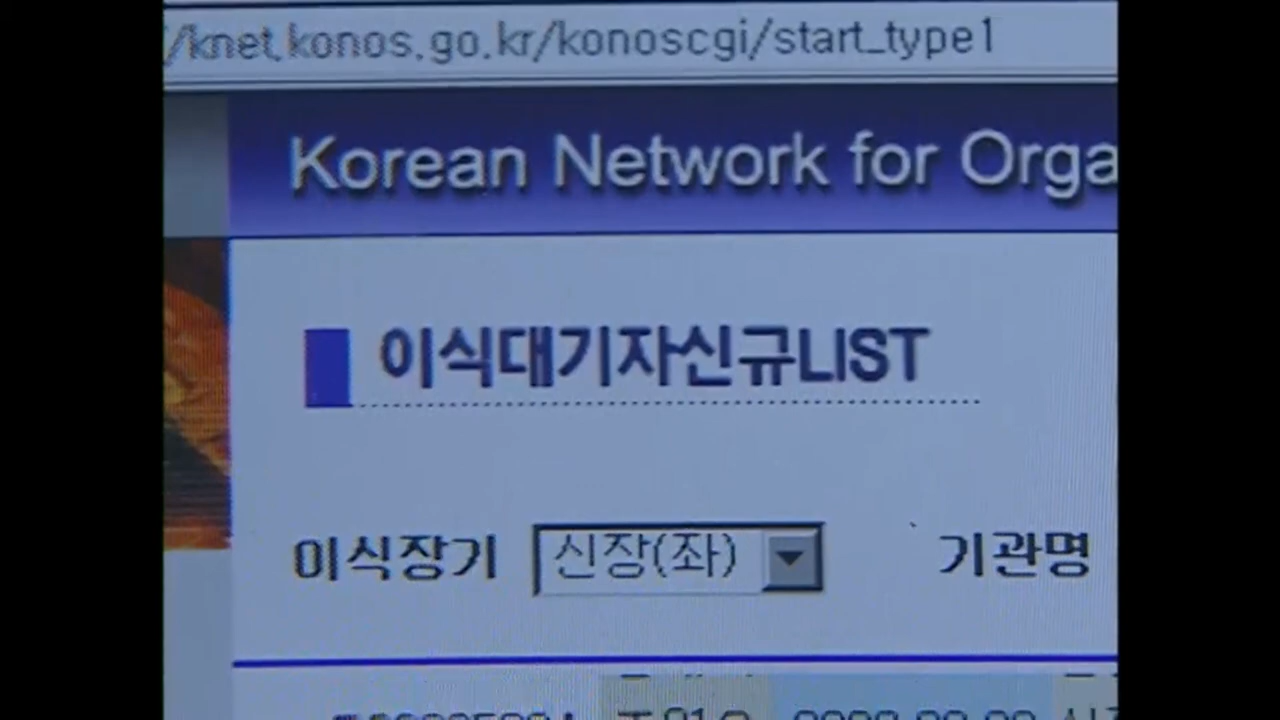 /knet.konos.go.kr/konoscgi/start_type1
Korean Network for Orga
이식대기자신규LIST
이식장기 신장(좌) 기관명